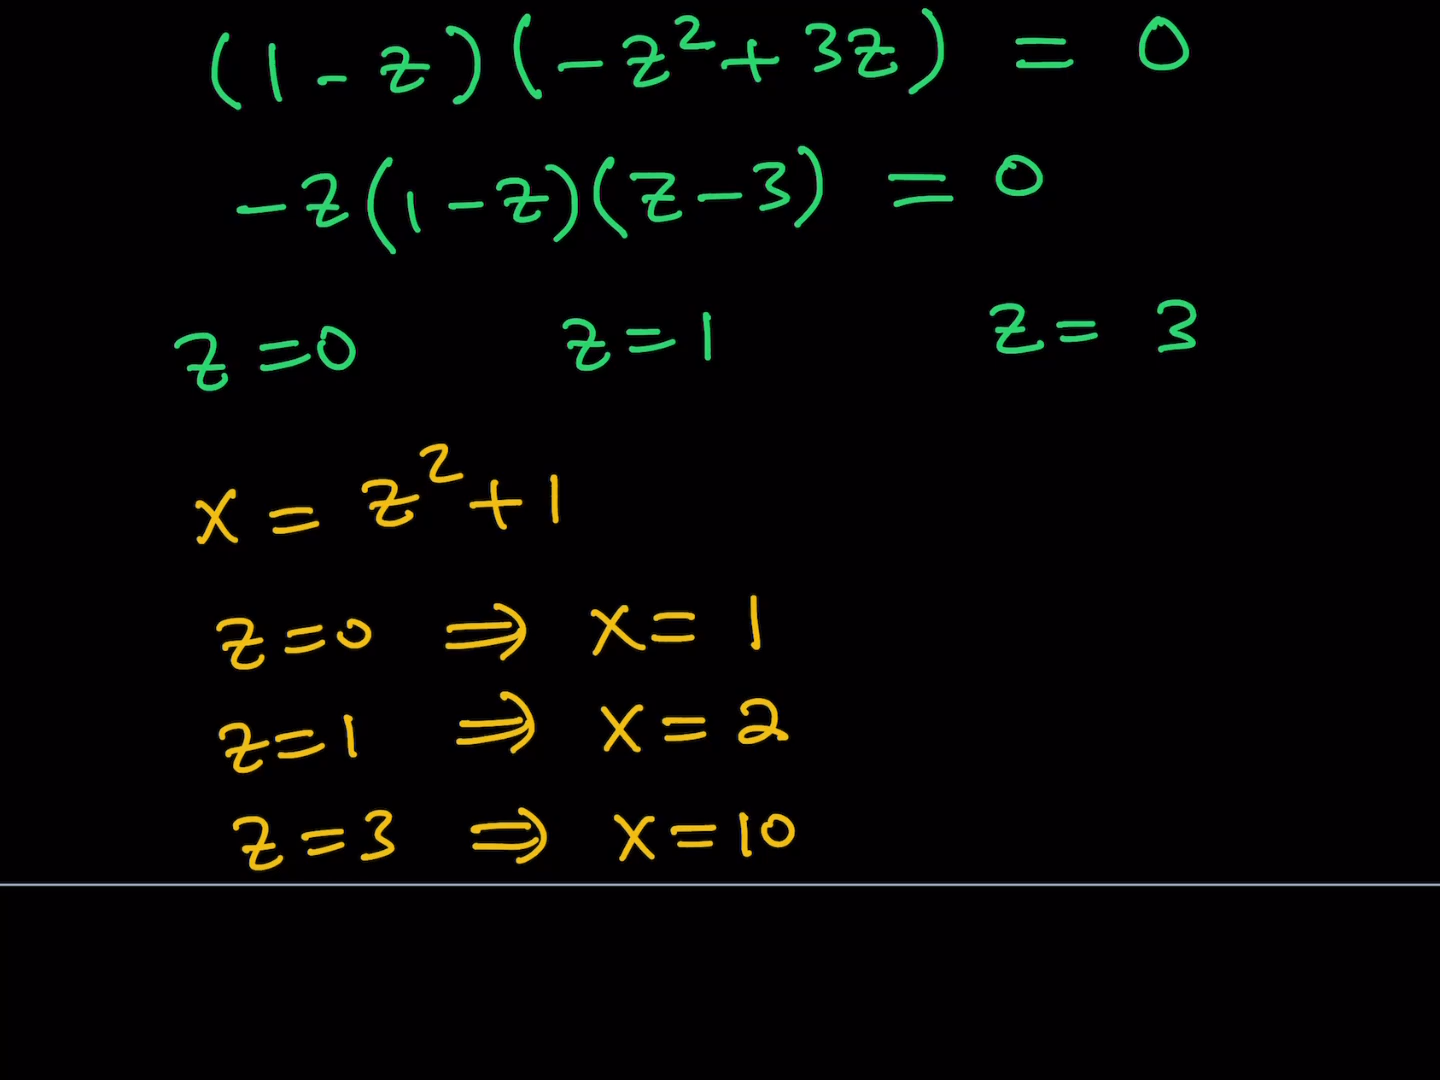 (1 - z)(-z² + 3z) = 0
-z(1 - z)(z - 3) = 0
z = 0 z = 1 z = 3
x = z² + 1
z = 0 ⇒ x = 1
z = 1 ⇒ x = 2
z = 3 ⇒ x = 10